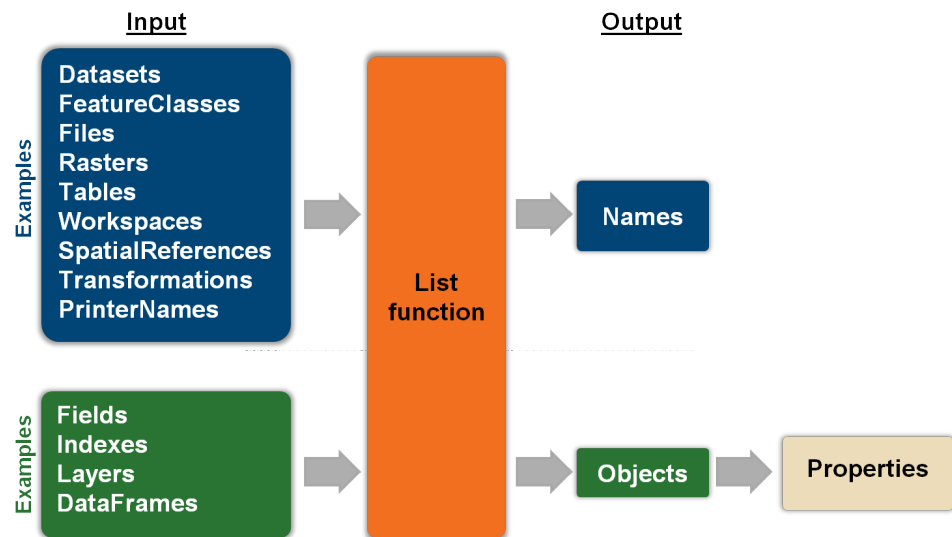 Input
Output
Examples
Datasets
FeatureClasses
Files
Rasters
Tables
Workspaces
SpatialReferences
Transformations
PrinterNames
List
function
Names
Examples
Fields
Indexes
Layers
DataFrames
Objects
Properties